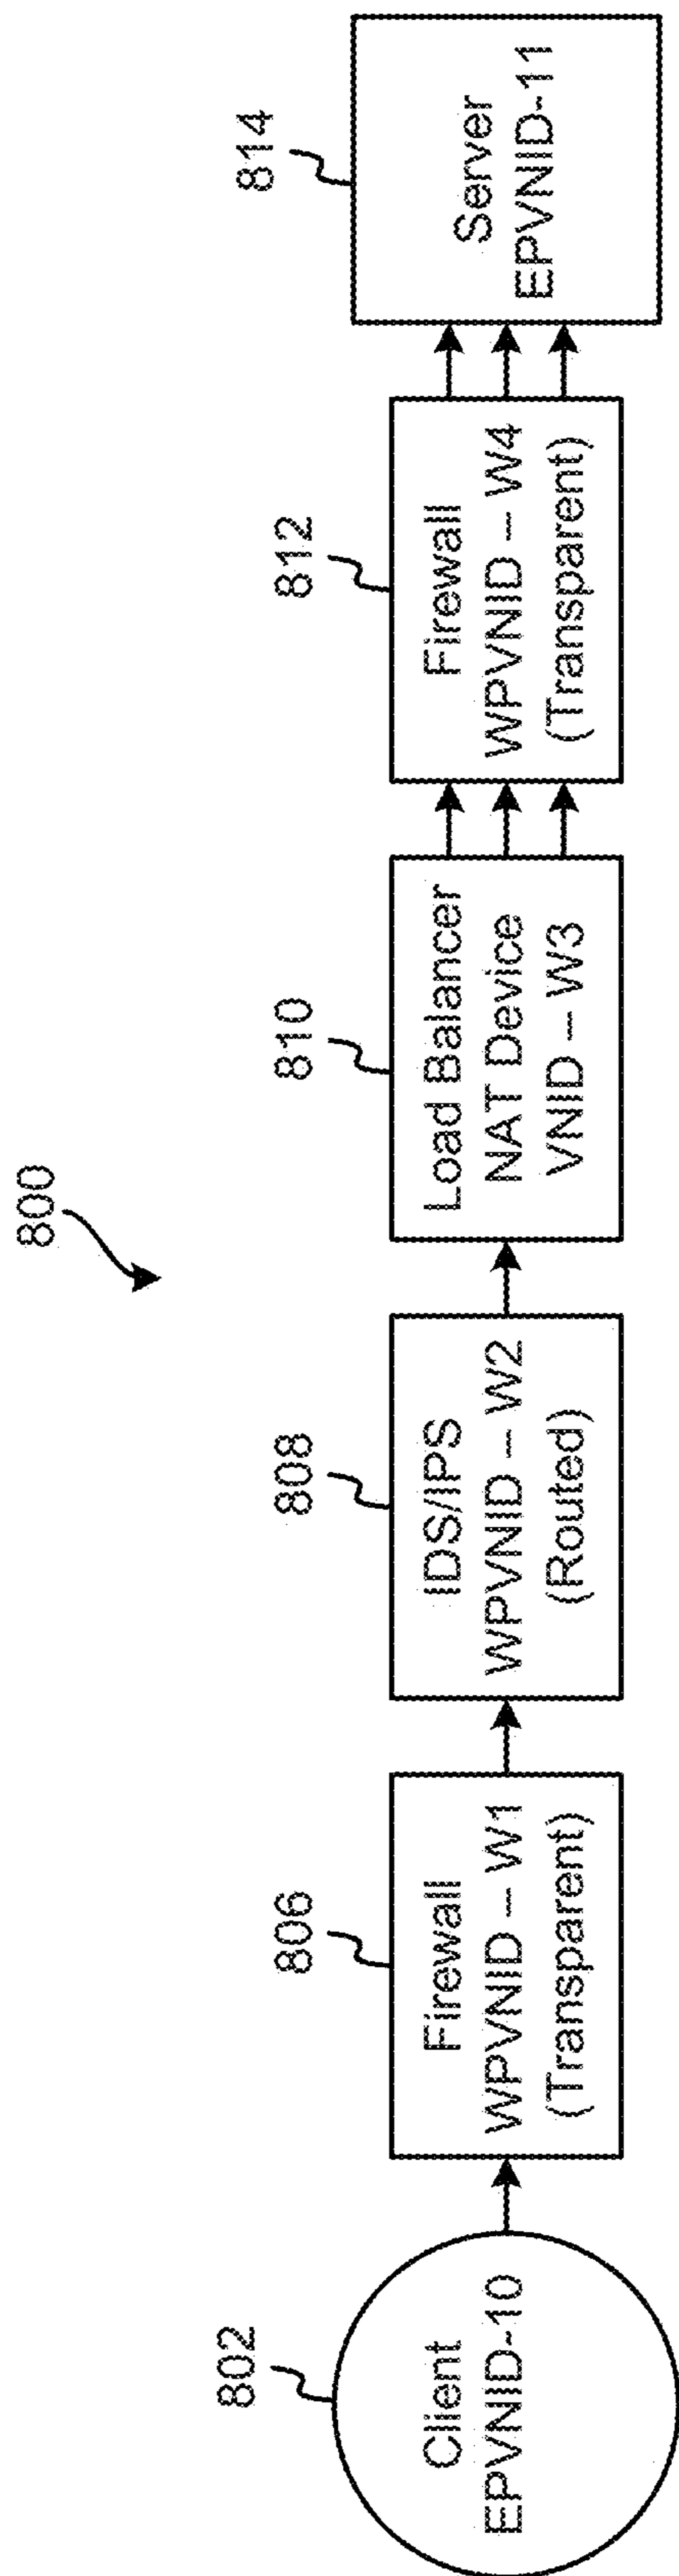 800
802
Client
EPVNID-10
806
Firewall
WPVNID – W1
(Transparent)
808
IDS/IPS
WPVNID – W2
(Routed)
810
Load Balancer
NAT Device
VNID – W3
812
Firewall
WPVNID – W4
(Transparent)
814
Server
EPVNID-11